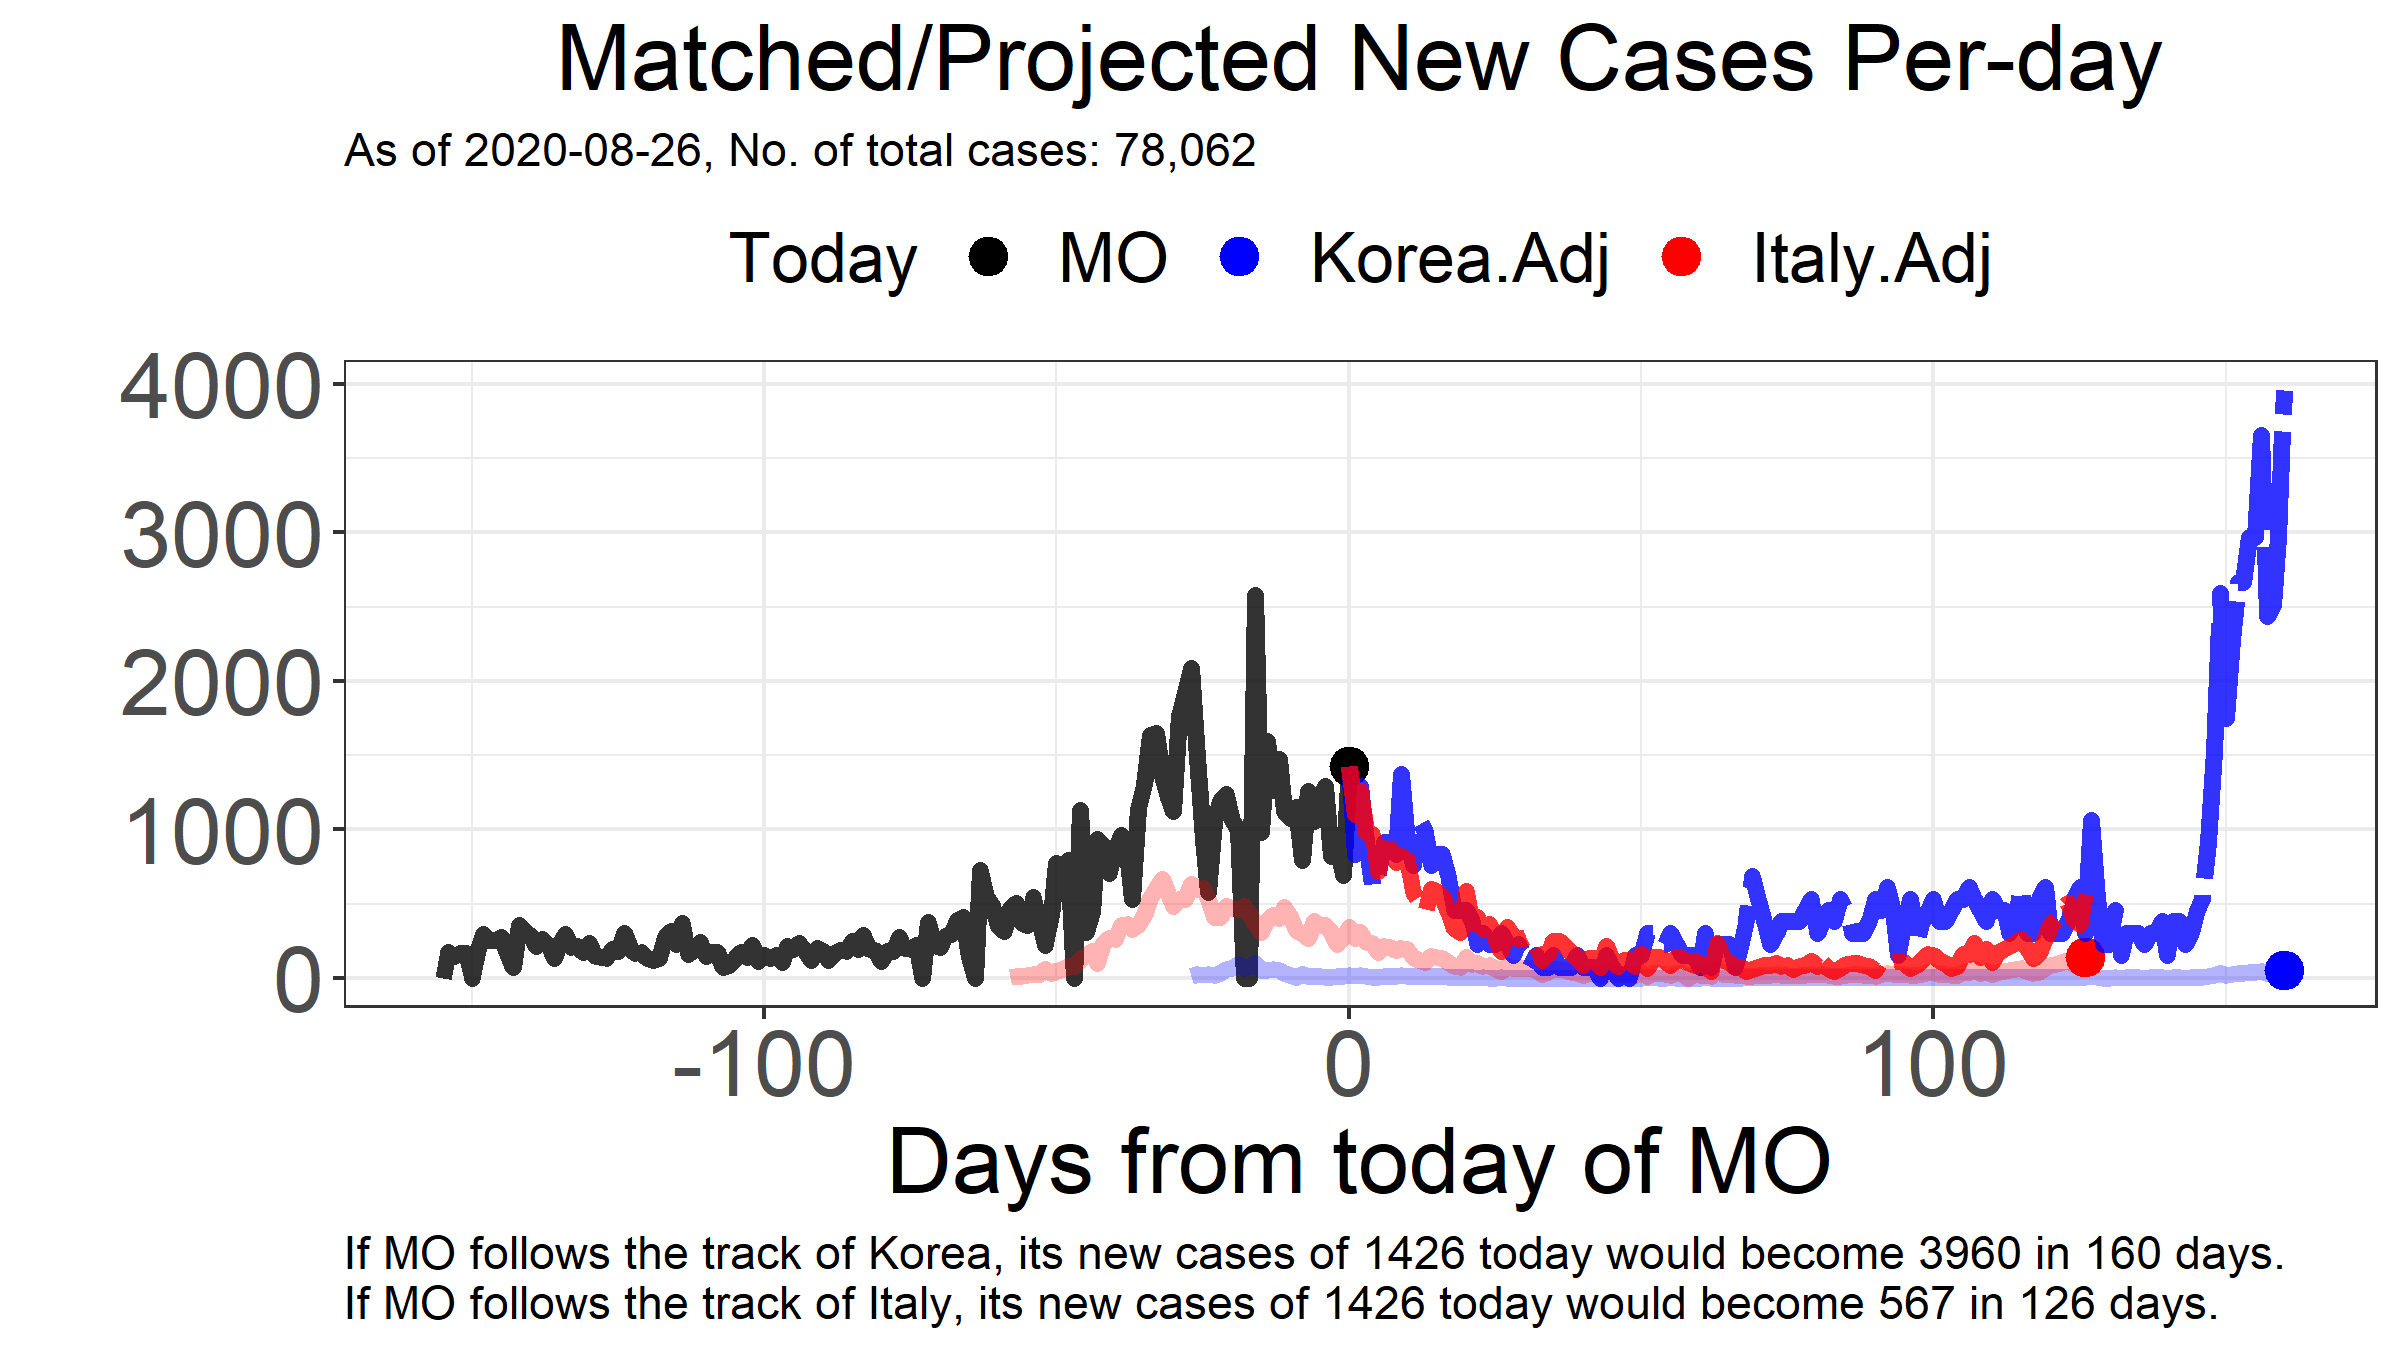 Matched/Projected New Cases Per-day
As of 2020-08-26, No. of total cases: 78,062
Today MO Korea.Adj Italy.Adj
4000
3000
2000
1000
0
-100 0 100
Days from today of MO
If MO follows the track of Korea, its new cases of 1426 today would become 3960 in 160 days.
If MO follows the track of Italy, its new cases of 1426 today would become 567 in 126 days.